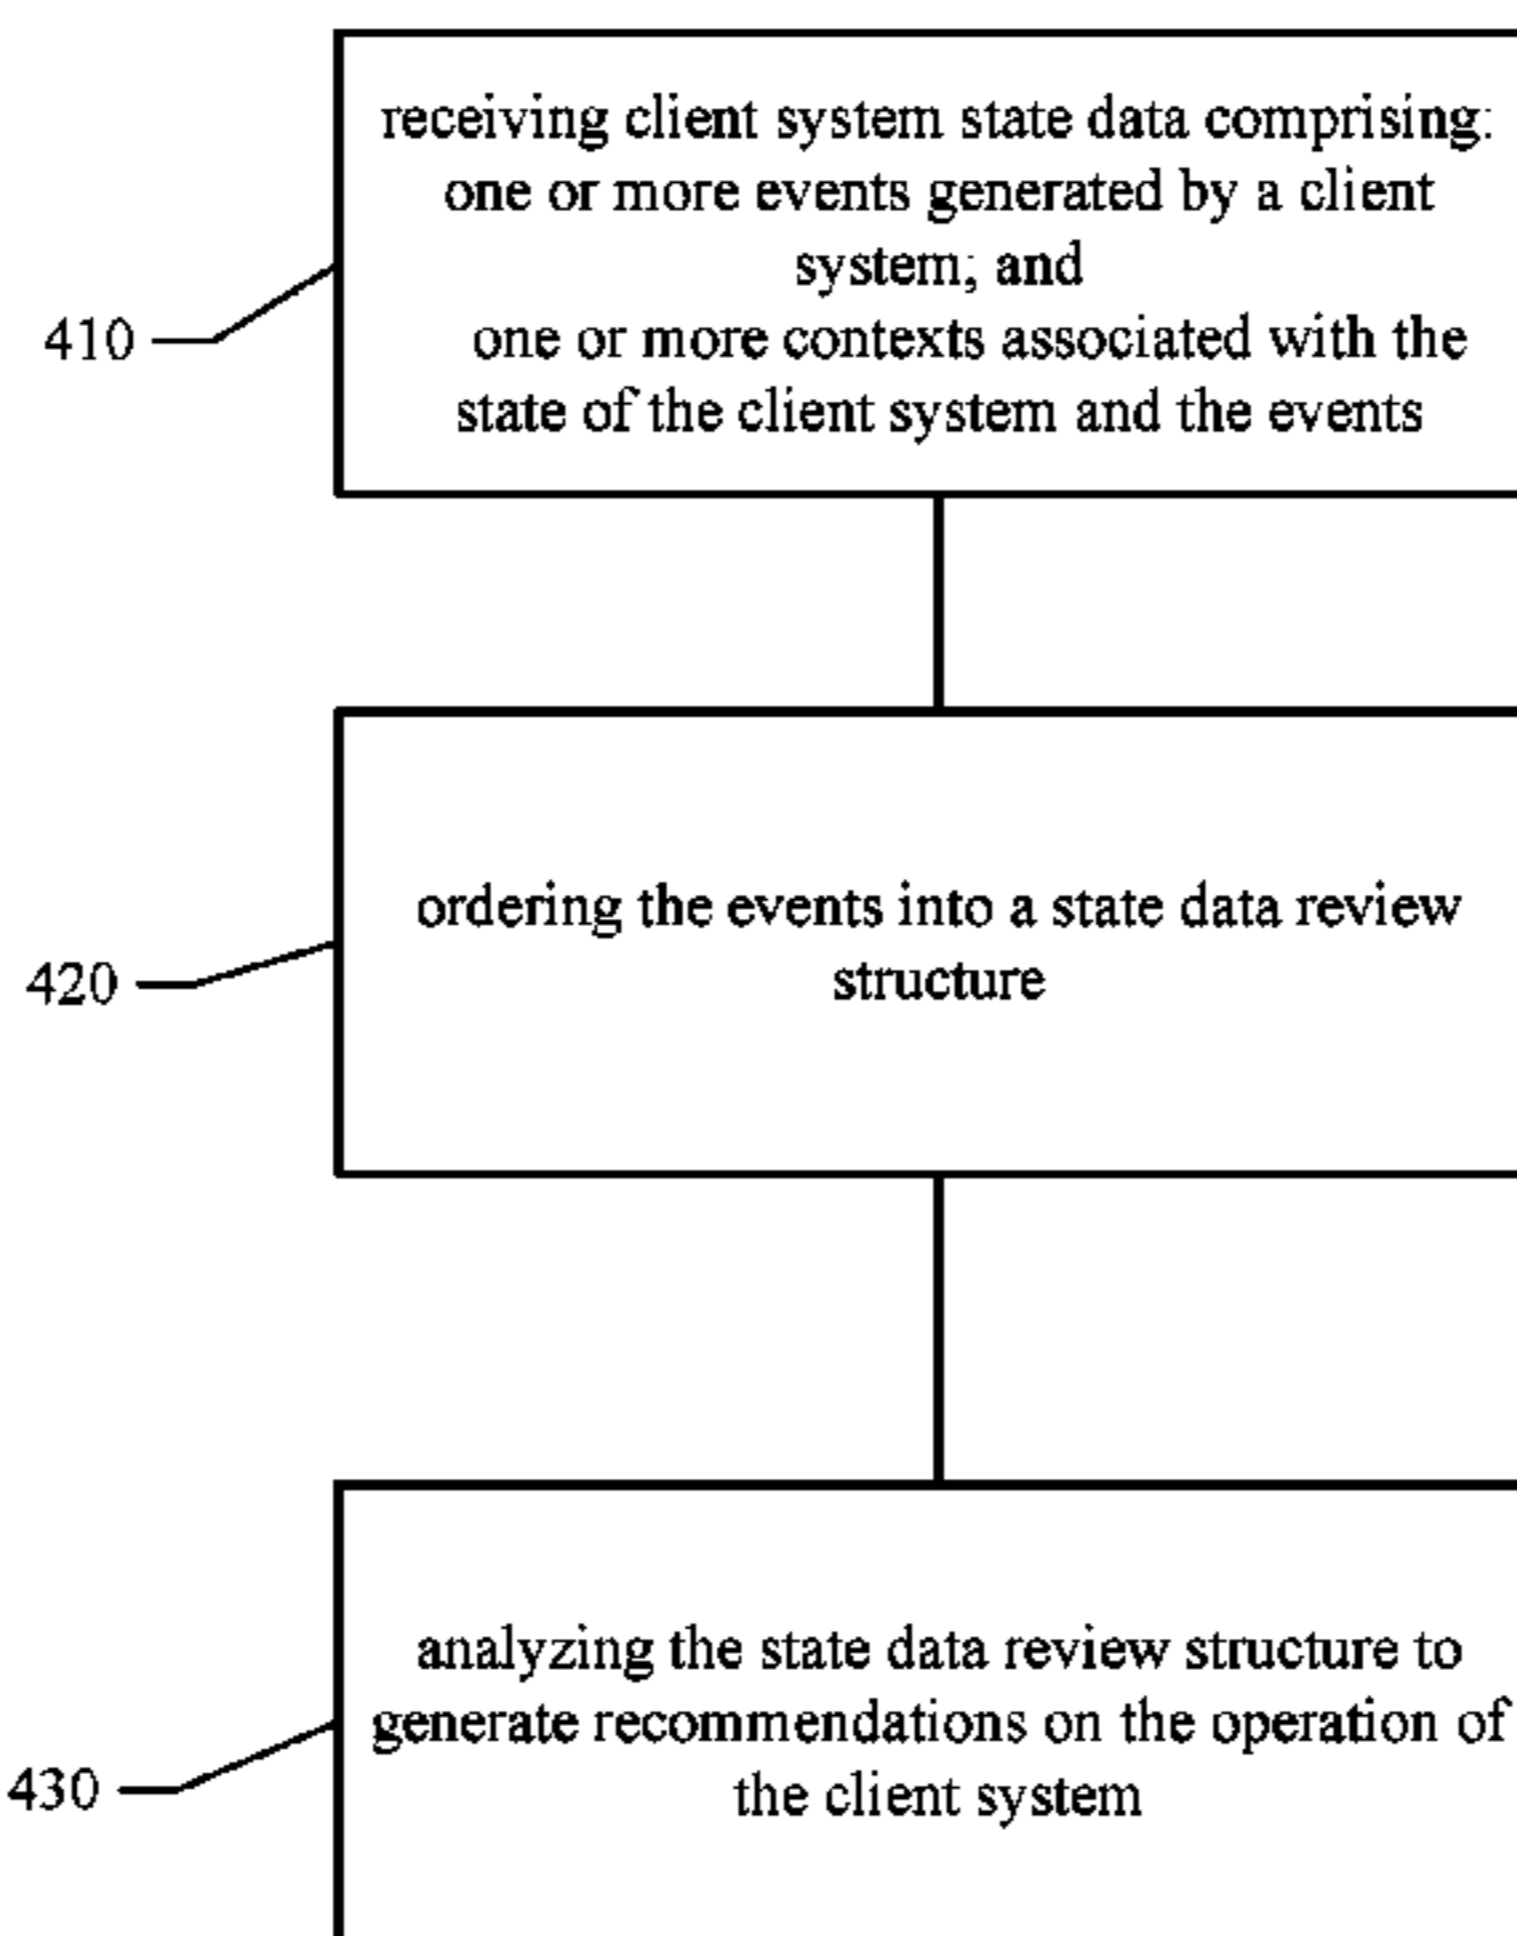 receiving client system state data comprising:
one or more events generated by a client
system; and
one or more contexts associated with the
state of the client system and the events
410
ordering the events into a state data review
structure
420
analyzing the state data review structure to
generate recommendations on the operation of
the client system
430